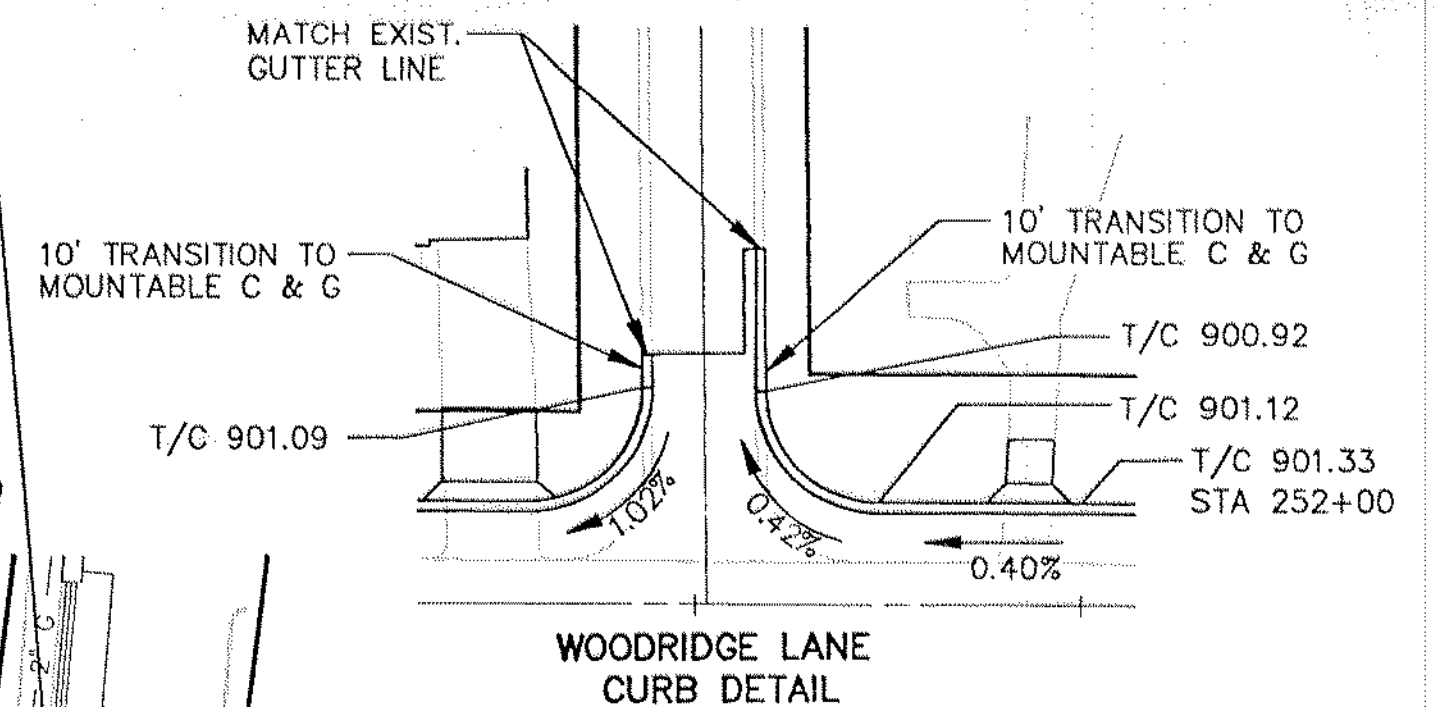 MATCH EXIST.
GUTTER LINE
10' TRANSITION TO
MOUNTABLE C & G
10' TRANSITION TO
MOUNTABLE C & G
T/C 900.92
T/C 901.12
T/C 901.09
T/C 901.33
STA 252+00
1.02%
0.42%
0.40%
WOODRIDGE LANE
CURB DETAIL